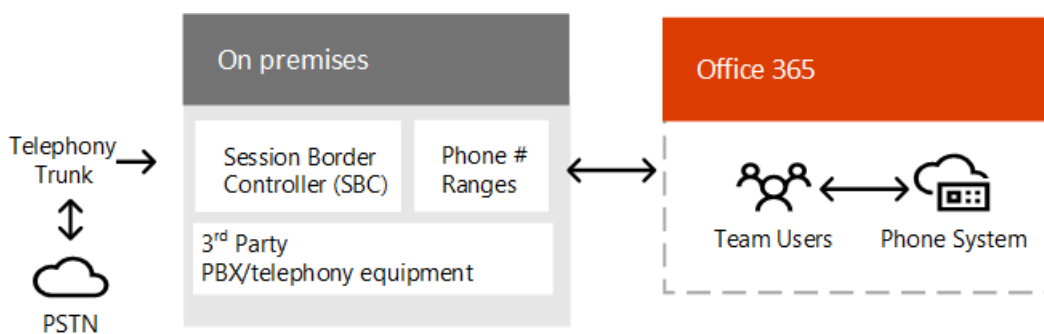 On premises
Office 365
Telephony
Trunk
Session Border
Controller (SBC)
Phone #
Ranges
3rd Party
PBX/telephony equipment
Team Users
Phone System
PSTN